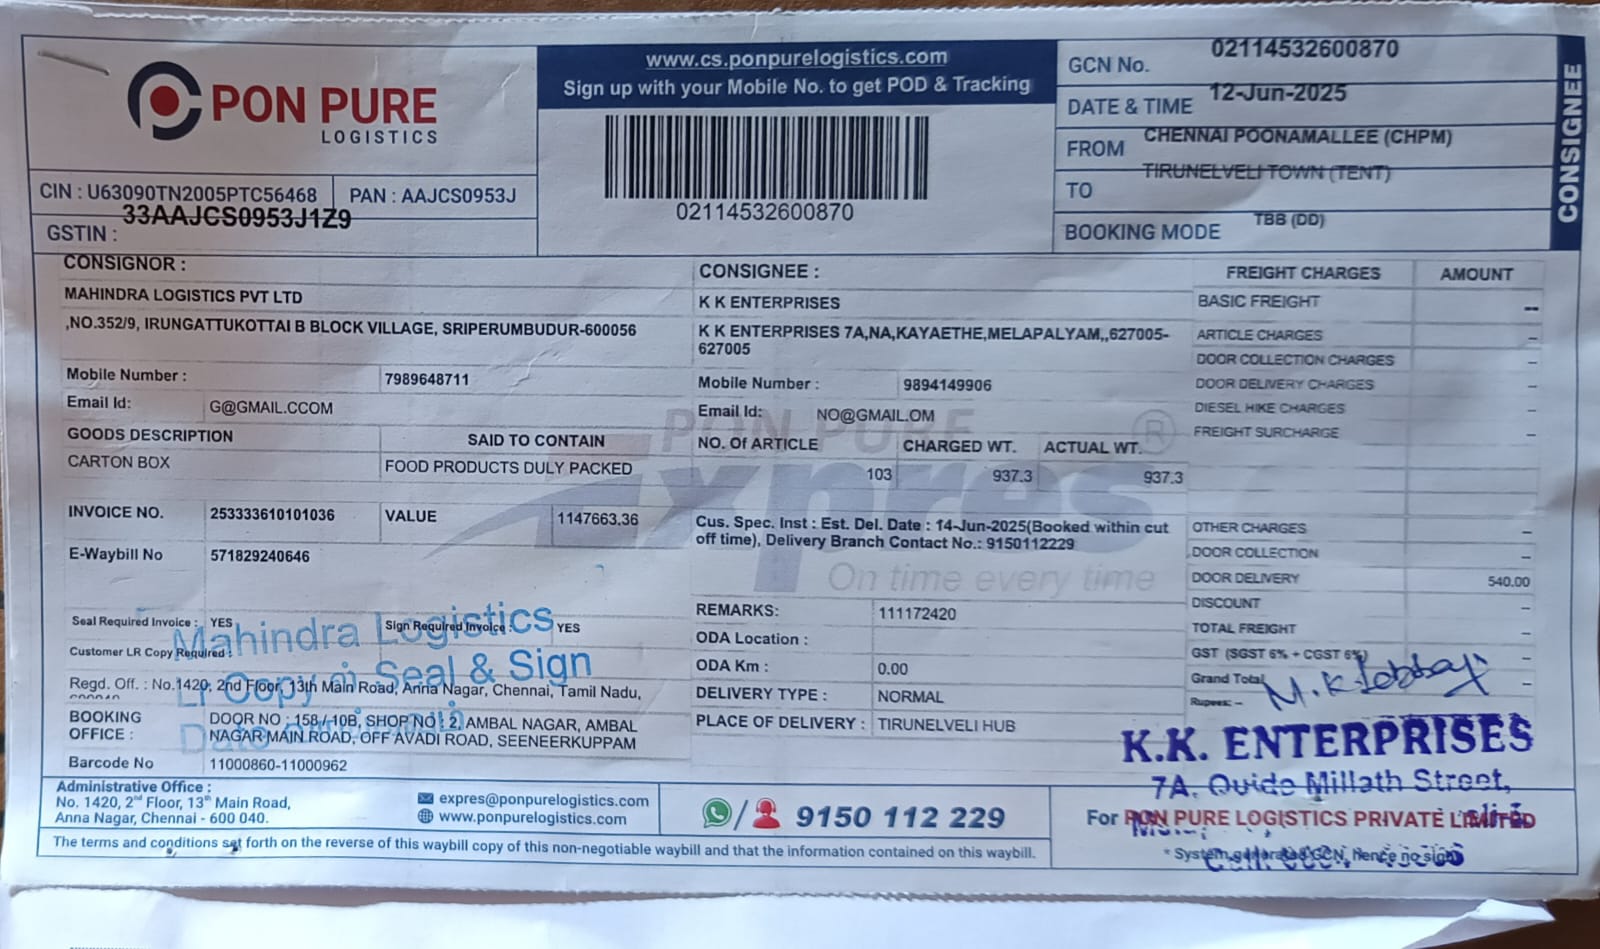 PON PURE
LOGISTICS
CIN : U63090TN2005PTC56468
PAN : AAJCS0953J
GSTIN : 33AAJCS0953J1Z9
www.cs.ponpurelogistics.com
Sign up with your Mobile No. to get POD & Tracking
02114532600870
GCN No. 02114532600870
DATE & TIME 12-Jun-2025
FROM CHENNAI POONAMALLEE (CHPM)
TO TIRUNELVELI TOWN (TENT)
BOOKING MODE TBB (DD)
CONSIGNEE
CONSIGNOR :
MAHINDRA LOGISTICS PVT LTD
,NO.352/9, IRUNGATTUKOTTAI B BLOCK VILLAGE, SRIPERUMBUDUR-600056
Mobile Number : 7989648711
Email Id: G@GMAIL.CCOM
GOODS DESCRIPTION SAID TO CONTAIN
CARTON BOX FOOD PRODUCTS DULY PACKED
INVOICE NO. 253333610101036 VALUE 1147663.36
E-Waybill No 571829240646
Seal Required Invoice : YES Sign Required Invoice : YES
Customer LR Copy Required :
Mahindra Logistics
Seal & Sign
Regd. Off. : No.1420, 2nd Floor, 13th Main Road, Anna Nagar, Chennai, Tamil Nadu,
BOOKING OFFICE : DOOR NO : 158 / 10B, SHOP NO : 2, AMBAL NAGAR, AMBAL
NAGAR MAIN ROAD, OFF AVADI ROAD, SEENEERKUPPAM
Barcode No 11000860-11000962
CONSIGNEE :
K K ENTERPRISES
K K ENTERPRISES 7A,NA,KAYAETHE,MELAPALYAM,,627005-
627005
Mobile Number : 9894149906
Email Id: NO@GMAIL.OM
PON PURE
Expres
On time every time
NO. Of ARTICLE CHARGED WT. ACTUAL WT.
103 937.3 937.3
Cus. Spec. Inst : Est. Del. Date : 14-Jun-2025(Booked within cut
off time), Delivery Branch Contact No.: 9150112229
REMARKS: 111172420
ODA Location :
ODA Km : 0.00
DELIVERY TYPE : NORMAL
PLACE OF DELIVERY : TIRUNELVELI HUB
FREIGHT CHARGES AMOUNT
BASIC FREIGHT --
ARTICLE CHARGES -
DOOR COLLECTION CHARGES -
DOOR DELIVERY CHARGES -
DIESEL HIKE CHARGES -
FREIGHT SURCHARGE -
OTHER CHARGES -
DOOR COLLECTION -
DOOR DELIVERY 540.00
DISCOUNT -
TOTAL FREIGHT -
GST (SGST 6% + CGST 6%) -
Grand Total -
Rupees: -
K.K. ENTERPRISES
7A, Quide Millath Street,
For PON PURE LOGISTICS PRIVATE LIMITED
* System generated GCN, hence no sign
Administrative Office :
No. 1420, 2nd Floor, 13th Main Road,
Anna Nagar, Chennai - 600 040.
expres@ponpurelogistics.com
www.ponpurelogistics.com
9150 112 229
The terms and conditions set forth on the reverse of this waybill copy of this non-negotiable waybill and that the information contained on this waybill.